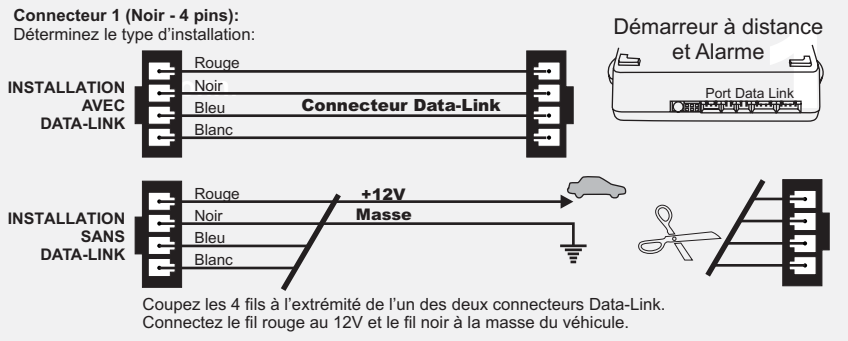 Connecteur 1 (Noir - 4 pins):
Déterminez le type d'installation:
Démarreur à distance
et Alarme
Port Data Link
INSTALLATION
AVEC
DATA-LINK
Rouge
Noir
Bleu
Blanc
Connecteur Data-Link
INSTALLATION
SANS
DATA-LINK
Rouge
Noir
Bleu
Blanc
+12V
Masse
Coupez les 4 fils à l'extrémité de l'un des deux connecteurs Data-Link.
Connectez le fil rouge au 12V et le fil noir à la masse du véhicule.